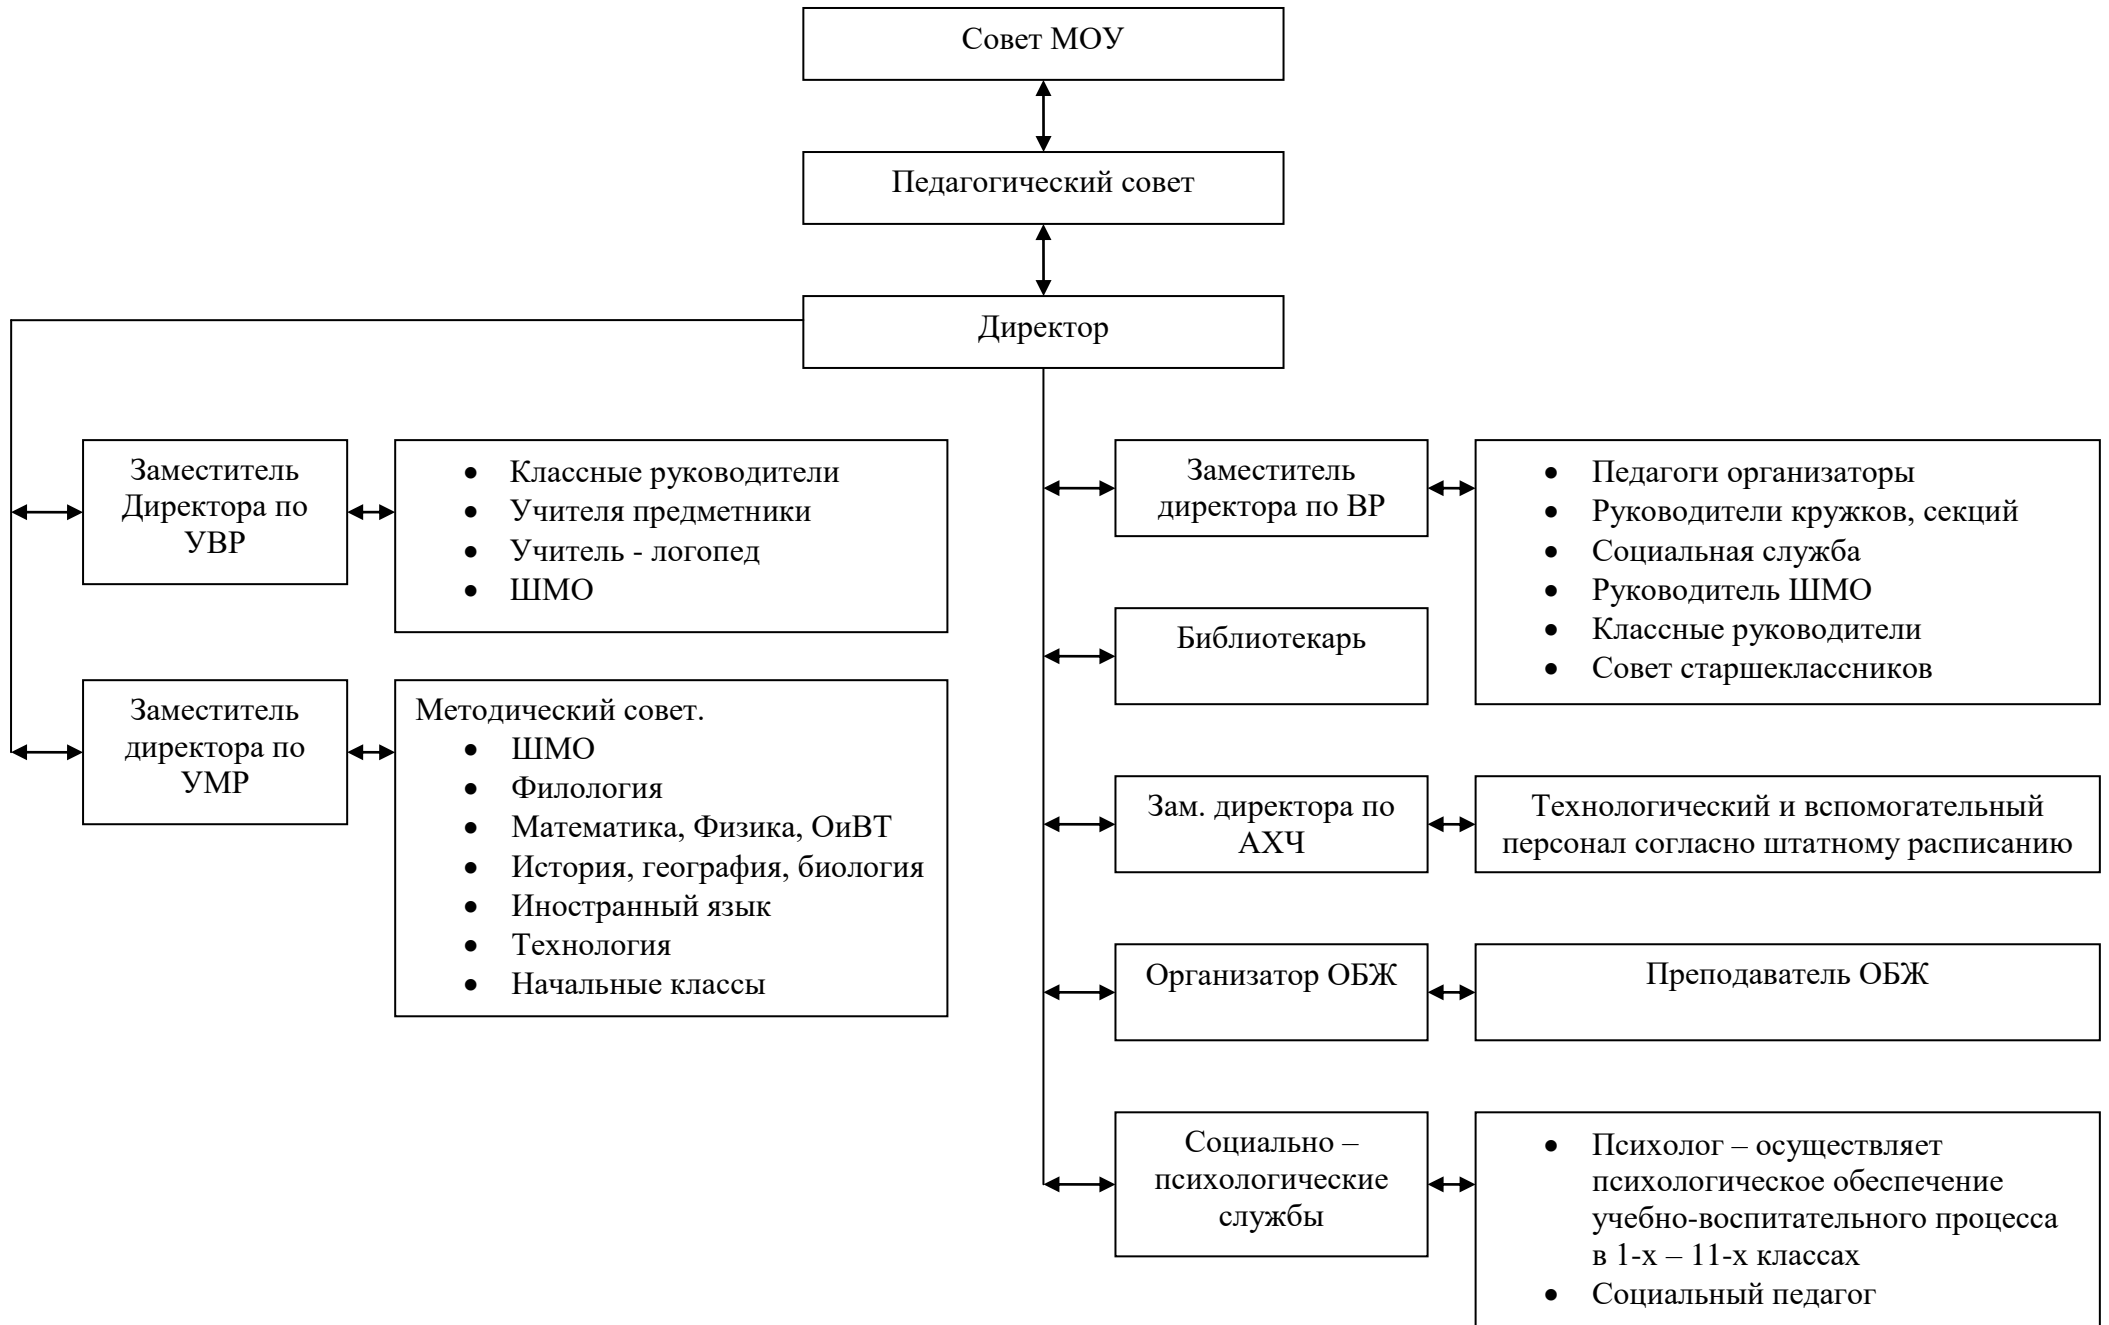 Совет МОУ
Педагогический совет
Директор
Заместитель
Директора по
УВР
• Классные руководители
• Учителя предметники
• Учитель - логопед
• ШМО
Заместитель
директора по
УМР
Методический совет.
• ШМО
• Филология
• Математика, Физика, ОиВТ
• История, география, биология
• Иностранный язык
• Технология
• Начальные классы
Заместитель
директора по ВР
• Педагоги организаторы
• Руководители кружков, секций
• Социальная служба
• Руководитель ШМО
• Классные руководители
• Совет старшеклассников
Библиотекарь
Зам. директора по
АХЧ
Технологический и вспомогательный
персонал согласно штатному расписанию
Организатор ОБЖ
Преподаватель ОБЖ
Социально –
психологические
службы
• Психолог – осуществляет
психологическое обеспечение
учебно-воспитательного процесса
в 1-х – 11-х классах
• Социальный педагог